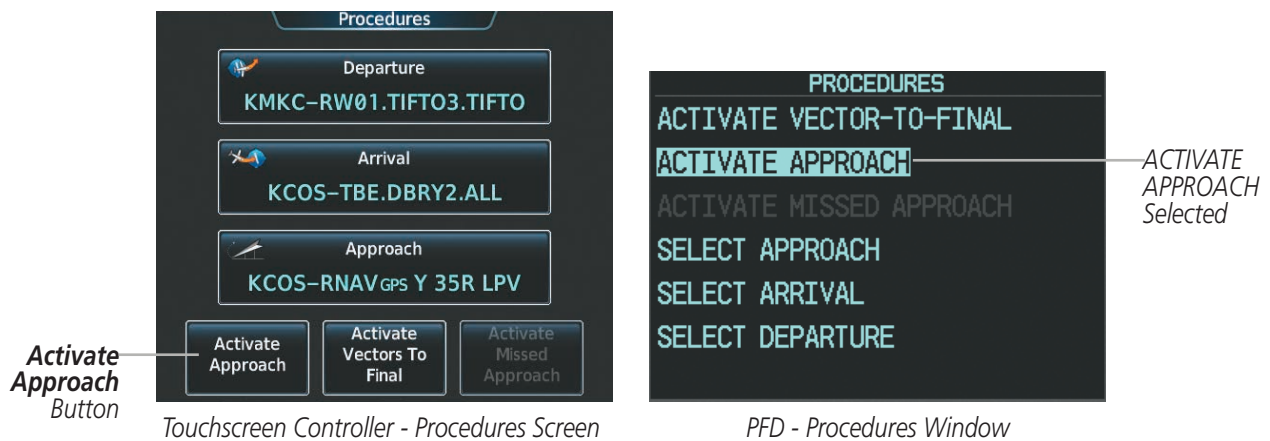 Procedures
Departure
KMKC–RW01.TIFTO3.TIFTO
Arrival
KCOS–TBE.DBRY2.ALL
Approach
KCOS–RNAV GPS Y 35R LPV
Activate
Approach
Activate
Vectors To
Final
Activate
Missed
Approach
Activate
Approach
Button
Touchscreen Controller - Procedures Screen
PROCEDURES
ACTIVATE VECTOR-TO-FINAL
ACTIVATE APPROACH
ACTIVATE MISSED APPROACH
SELECT APPROACH
SELECT ARRIVAL
SELECT DEPARTURE
ACTIVATE
APPROACH
Selected
PFD - Procedures Window